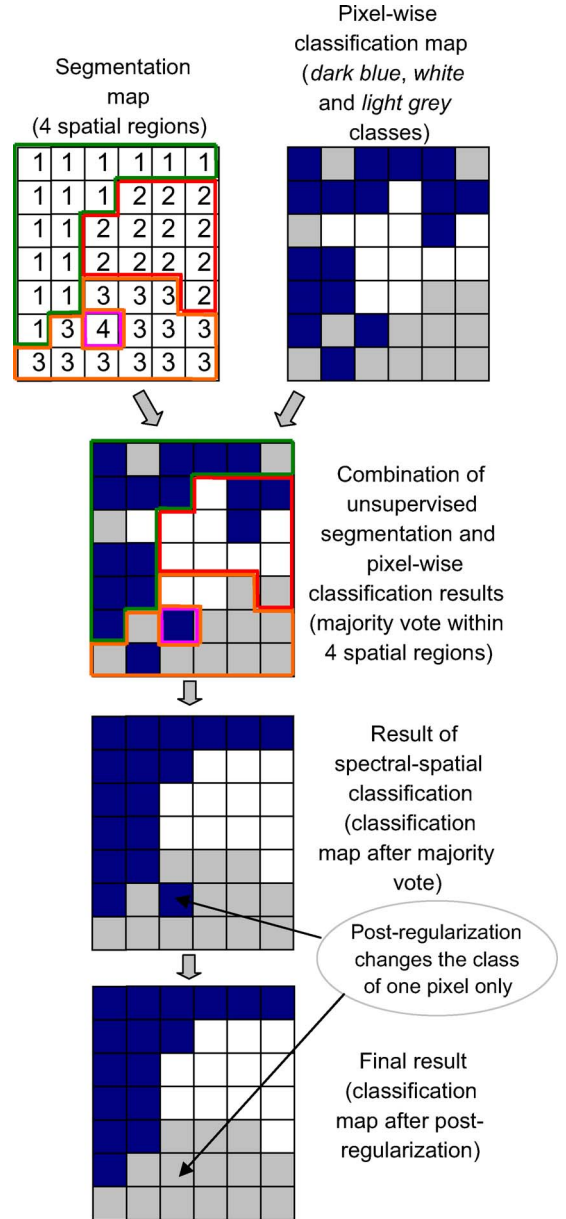 Segmentation
map
(4 spatial regions)
Pixel-wise
classification map
(dark blue, white
and light grey
classes)
1 1 1 1 1 1
1 1 1 2 2 2
1 1 2 2 2 2
1 1 2 2 2 2
1 1 3 3 3 2
1 3 4 3 3 3
3 3 3 3 3 3
Combination of
unsupervised
segmentation and
pixel-wise
classification results
(majority vote within
4 spatial regions)
Result of
spectral-spatial
classification
(classification
map after majority
vote)
Post-regularization
changes the class
of one pixel only
Final result
(classification
map after post-
regularization)